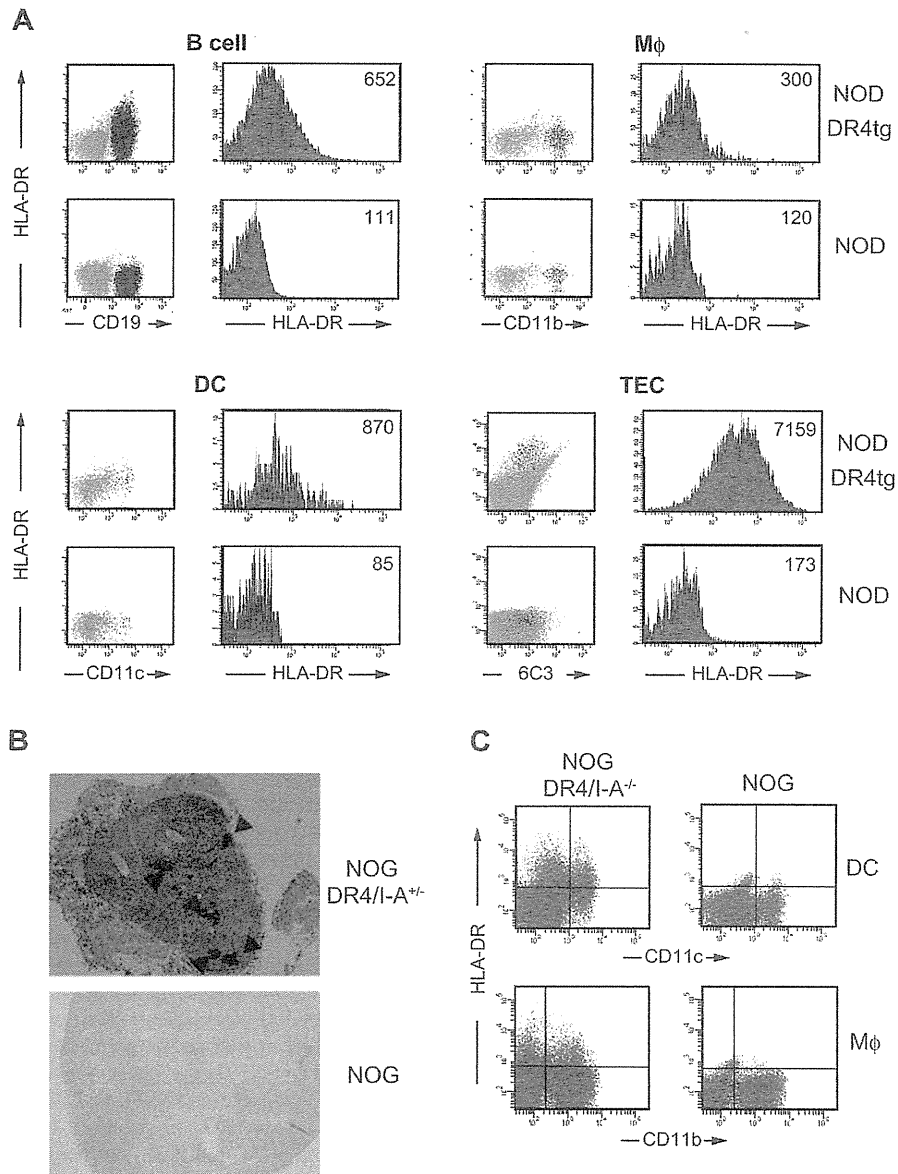 A
B cell
Mϕ
HLA-DR
652
300
NOD
DR4tg
111
120
NOD
CD19
HLA-DR
CD11b
HLA-DR
DC
TEC
HLA-DR
870
7159
NOD
DR4tg
85
173
NOD
CD11c
HLA-DR
6C3
HLA-DR
B
NOG
DR4/I-A+/-
NOG
C
NOG
DR4/I-A-/-
NOG
HLA-DR
DC
CD11c
Mϕ
CD11b